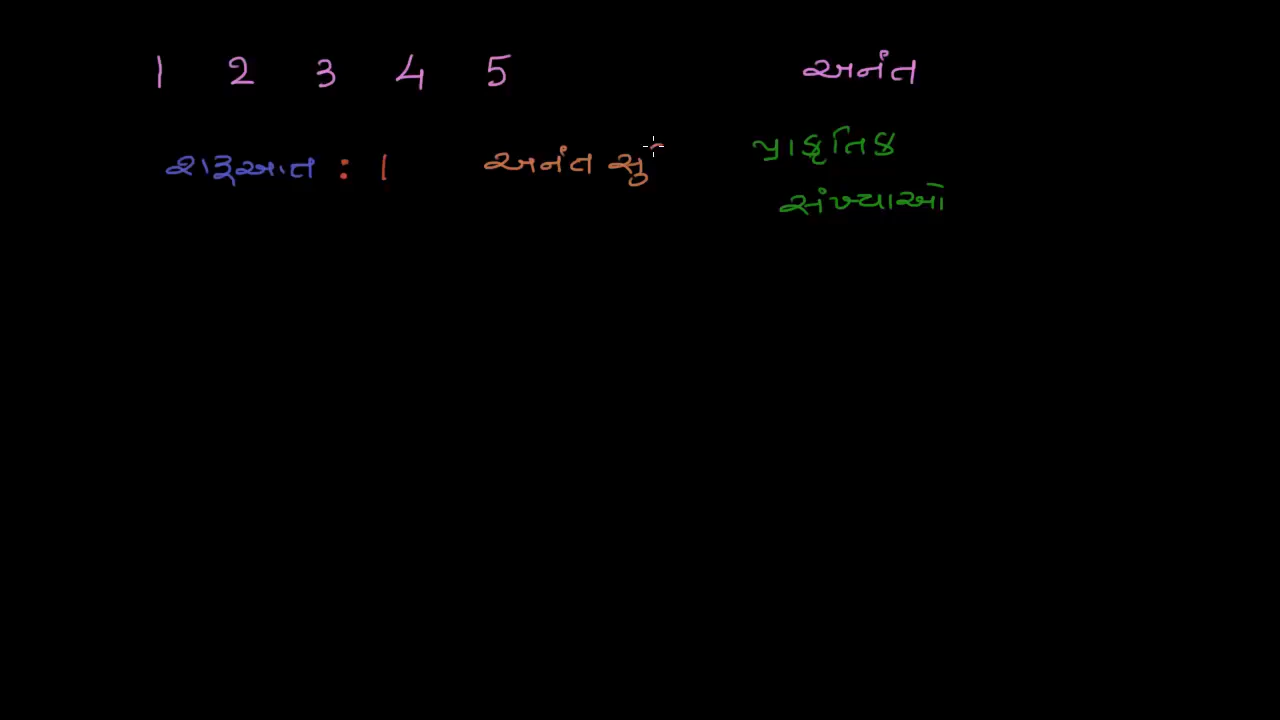 1 2 3 4 5 અનંત
શરૂઆત : 1 અનંત સુ
પ્રાકૃતિક
સંખ્યાઓ